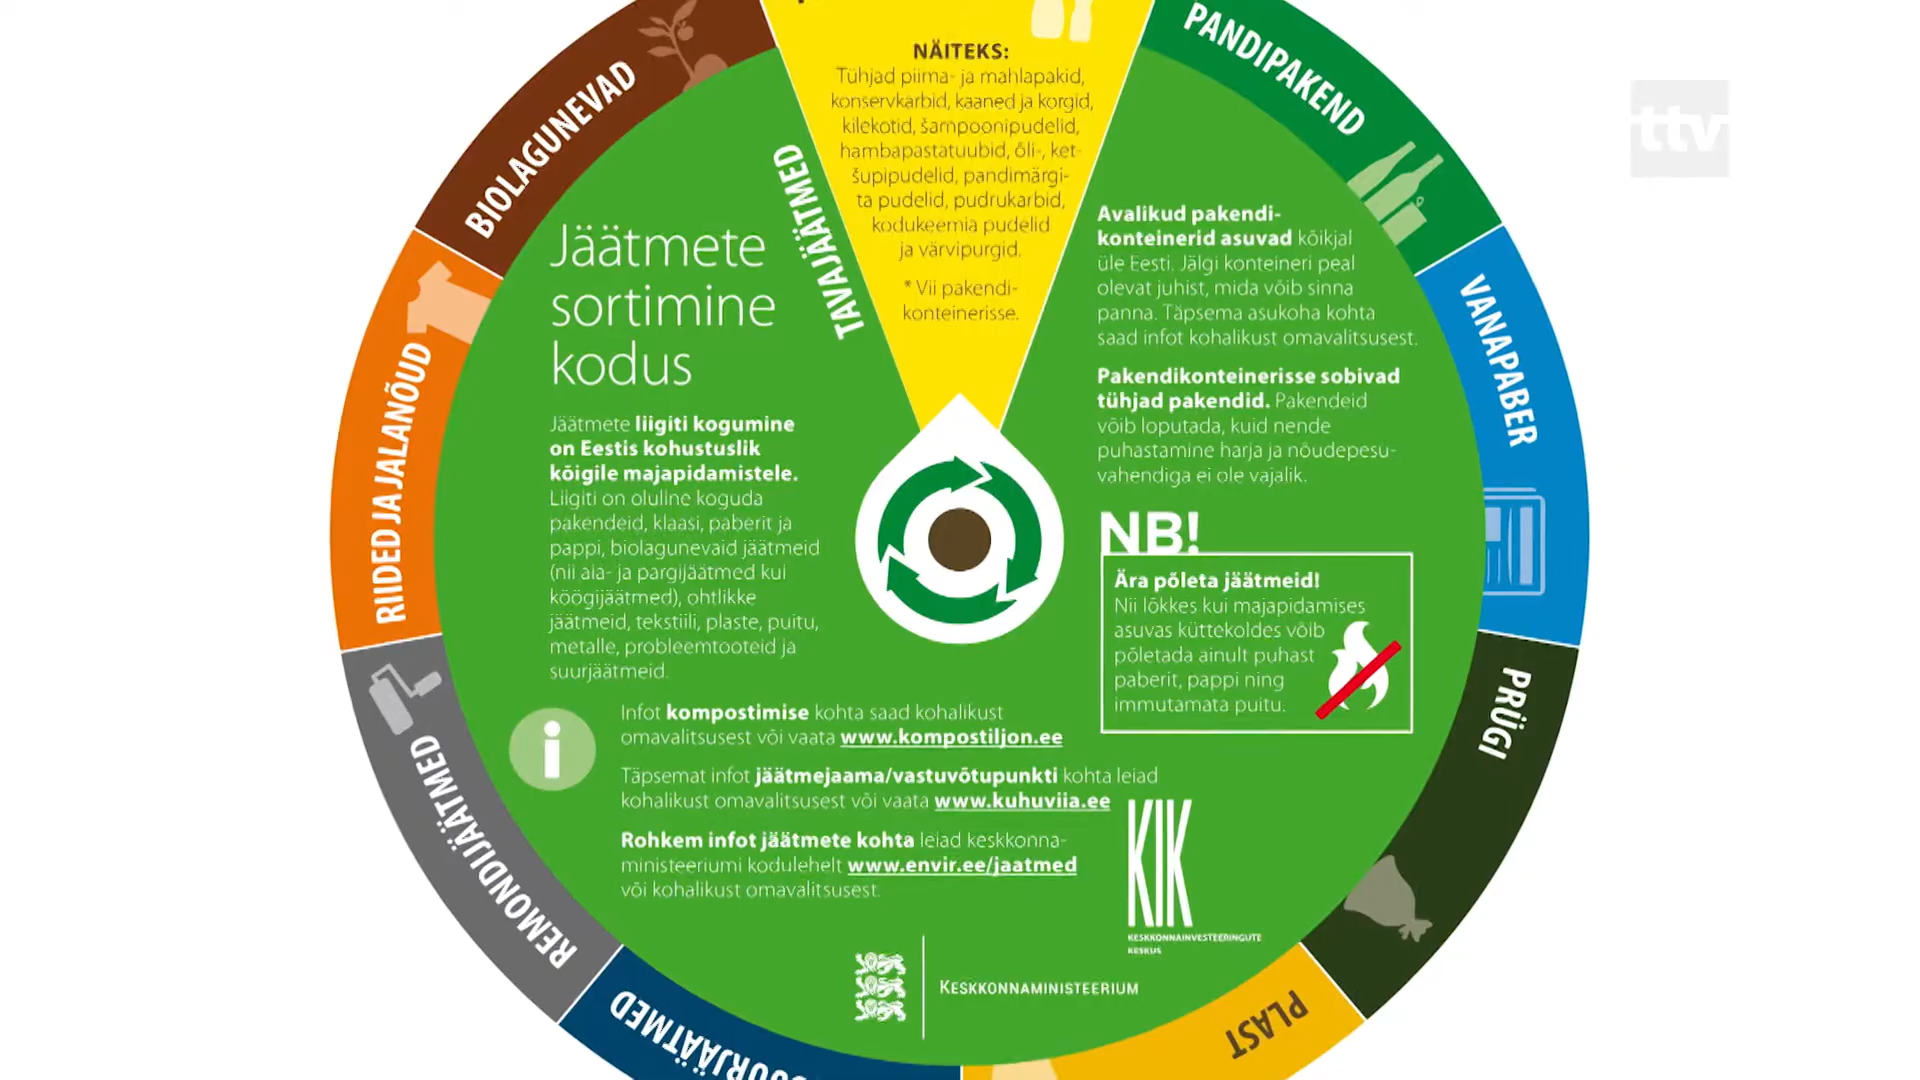 NÄITEKS:
Tühjad piima- ja mahlapakid,
konservkarbid, kaaned ja korgid,
kilekotid, šampoonipudelid,
hambapastatuubid, õli-, ket-
šupipudelid, pandimärgi-
ta pudelid, pudrukarbid,
kodukeemia pudelid
ja värvipurgid.
* Vii pakendi-
konteinerisse.
TAVAJÄÄTMED
BIOLAGUNEVAD
RIIDED JA JALANÕUD
REMONDIJÄÄTMED
SUURJÄÄTMED
PLAST
PRÜGI
VANAPABER
PANDIPAKEND
ttv
Jäätmete
sortimine
kodus
Jäätmete liigiti kogumine
on Eestis kohustuslik
kõigile majapidamistele.
Liigiti on oluline koguda
pakendeid, klaasi, paberit ja
pappi, biolagunevaid jäätmeid
(nii aia- ja pargijäätmed kui
köögijäätmed), ohtlikke
jäätmeid, tekstiili, plaste, puitu,
metalle, probleemtooteid ja
suurjäätmeid.
Avalikud pakendi-
konteinerid asuvad kõikjal
üle Eesti. Jälgi konteineri peal
olevat juhist, mida võib sinna
panna. Täpsema asukoha kohta
saad infot kohalikust omavalitsusest.
Pakendikonteinerisse sobivad
tühjad pakendid. Pakendeid
võib loputada, kuid nende
puhastamine harja ja nõudepesu-
vahendiga ei ole vajalik.
NB!
Ära põleta jäätmeid!
Nii lõkkes kui majapidamises
asuvas küttekoldes võib
põletada ainult puhast
paberit, pappi ning
immutamata puitu.
i
Infot kompostimise kohta saad kohalikust
omavalitsusest või vaata www.kompostiljon.ee
Täpsemat infot jäätmejaama/vastuvõtupunkti kohta leiad
kohalikust omavalitsusest või vaata www.kuhuviia.ee
Rohkem infot jäätmete kohta leiad keskkonna-
ministeeriumi kodulehelt www.envir.ee/jaatmed
või kohalikust omavalitsusest.
KIK
KESKKONNAINVESTEERINGUTE
KESKUS
KESKKONNAMINISTEERIUM